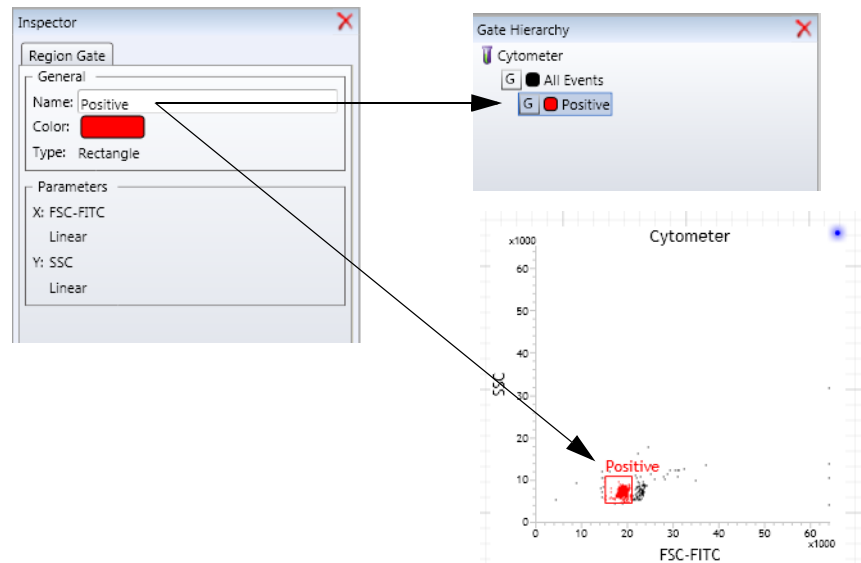 Inspector
Region Gate
General
Name: Positive
Color:
Type: Rectangle
Parameters
X: FSC-FITC
Linear
Y: SSC
Linear
Gate Hierarchy
Cytometer
G All Events
G Positive
Cytometer
x1000
60
50
40
30
20
10
0
SSC
Positive
0 10 20 30 40 50 60
x1000
FSC-FITC